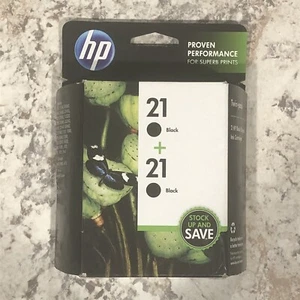 hp
PROVEN
PERFORMANCE
FOR SUPERB PRINTS
21
Black
+
21
Black
STOCK
UP AND
SAVE